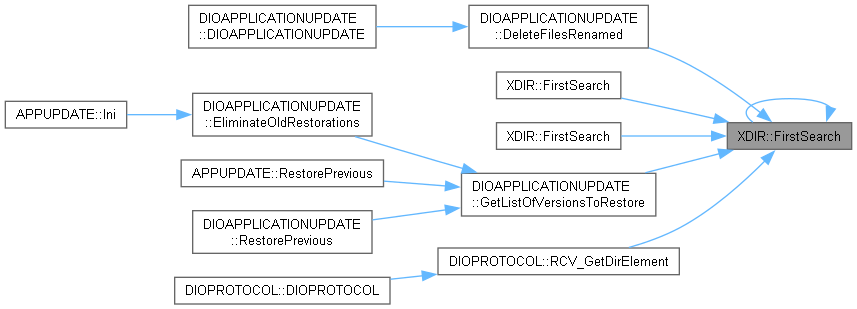 DIOAPPLICATIONUPDATE
::DIOAPPLICATIONUPDATE
DIOAPPLICATIONUPDATE
::DeleteFilesRenamed
XDIR::FirstSearch
APPUPDATE::Ini
DIOAPPLICATIONUPDATE
::EliminateOldRestorations
XDIR::FirstSearch
XDIR::FirstSearch
APPUPDATE::RestorePrevious
DIOAPPLICATIONUPDATE
::GetListOfVersionsToRestore
DIOAPPLICATIONUPDATE
::RestorePrevious
DIOPROTOCOL::RCV_GetDirElement
DIOPROTOCOL::DIOPROTOCOL